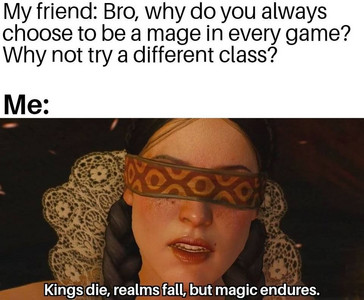 My friend: Bro, why do you always
choose to be a mage in every game?
Why not try a different class?
Me:
Kings die, realms fall, but magic endures.